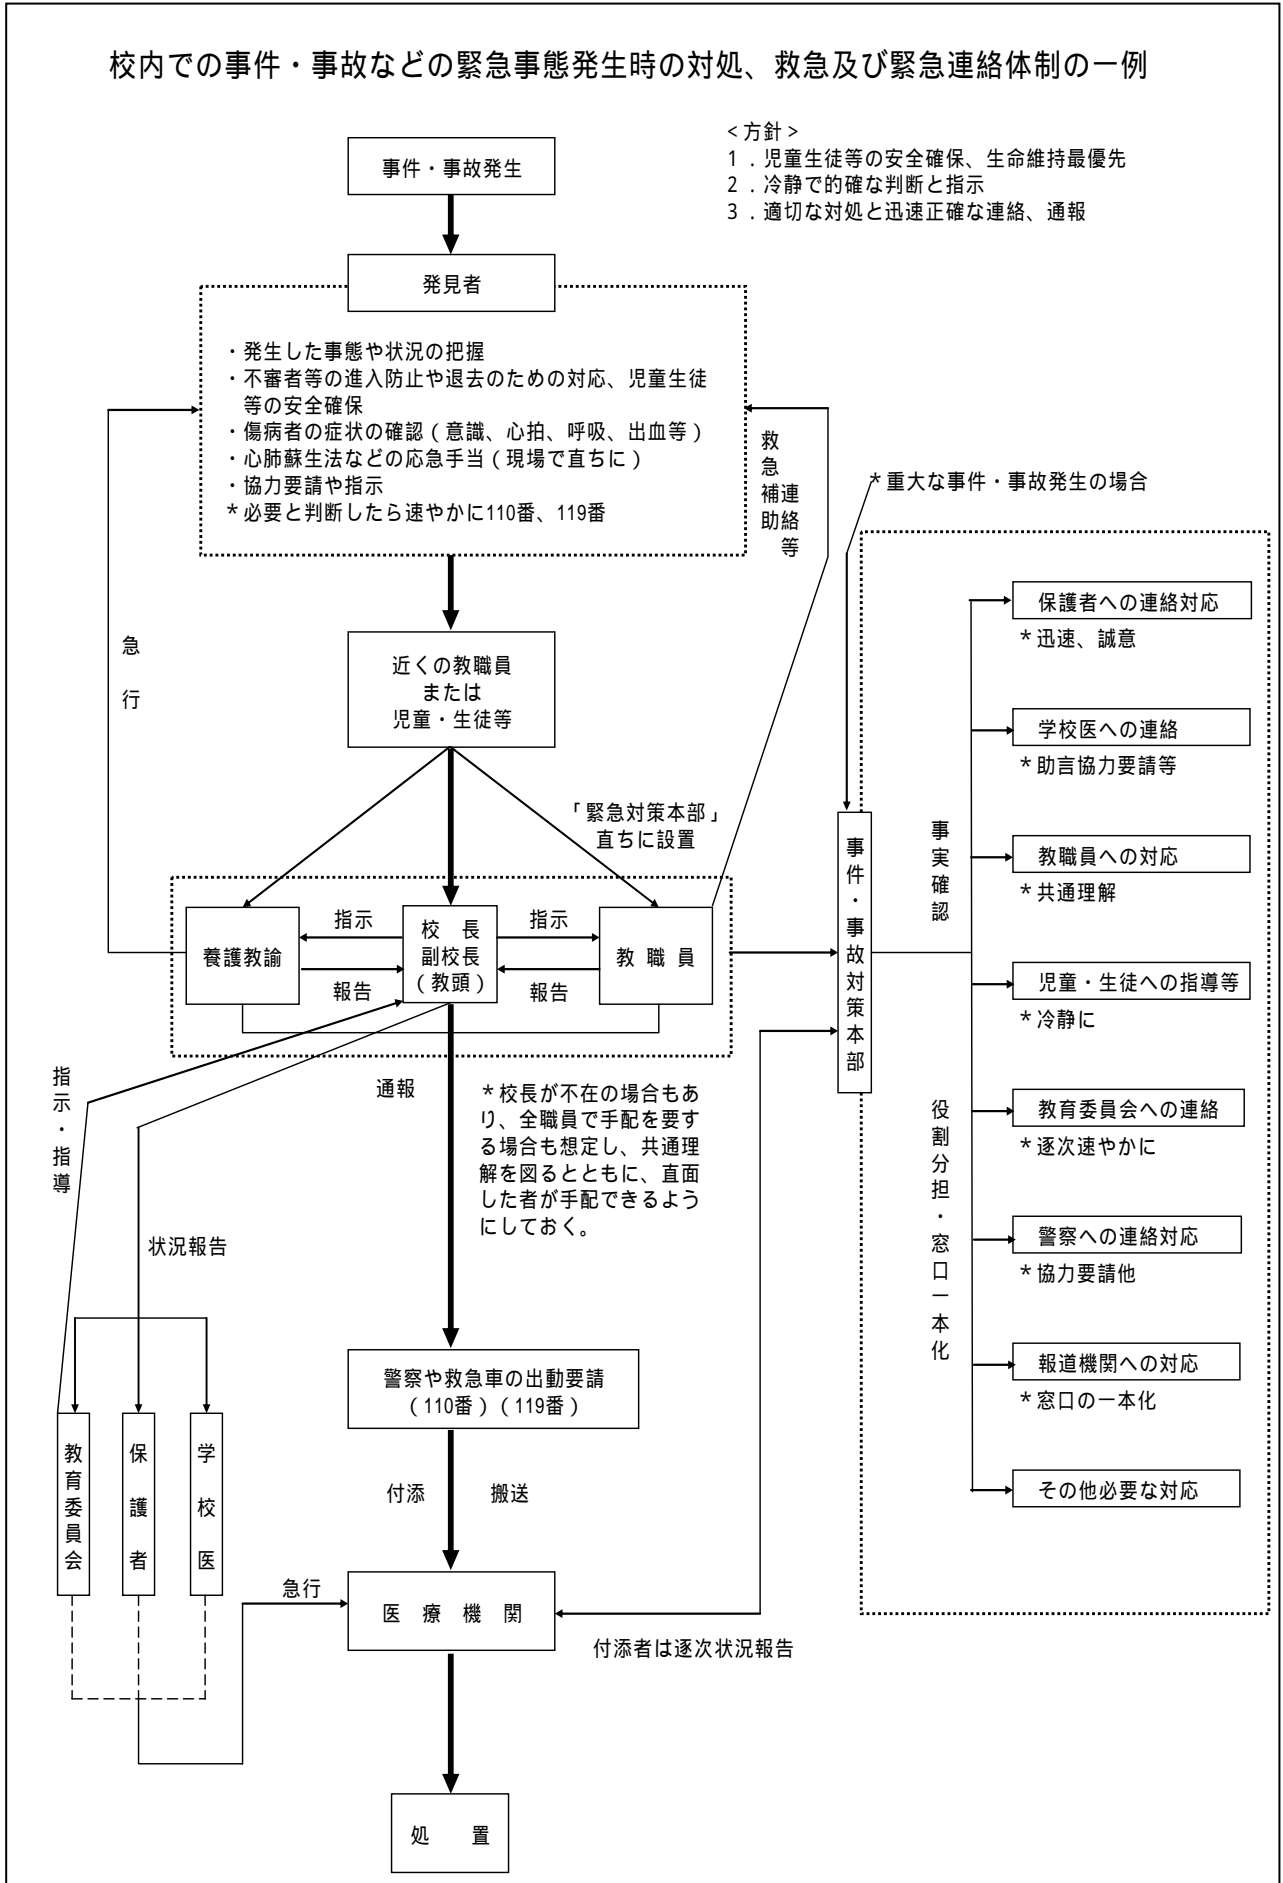 校内での事件・事故などの緊急事態発生時の対処、救急及び緊急連絡体制の一例
<方針>
1．児童生徒等の安全確保、生命維持最優先
2．冷静で的確な判断と指示
3．適切な対処と迅速正確な連絡、通報
事件・事故発生
発見者
・発生した事態や状況の把握
・不審者等の進入防止や退去のための対応、児童生徒
等の安全確保
・傷病者の症状の確認（意識、心拍、呼吸、出血等）
・心肺蘇生法などの応急手当（現場で直ちに）
・協力要請や指示
＊必要と判断したら速やかに110番、119番
救急補助
連絡等
急行
＊重大な事件・事故発生の場合
近くの教職員
または
児童・生徒等
「緊急対策本部」
直ちに設置
養護教諭
指示
報告
校　長
副校長
（教頭）
指示
報告
教 職 員
事件・事故対策本部
事実確認
役割分担・窓口一本化
保護者への連絡対応
＊迅速、誠意
学校医への連絡
＊助言協力要請等
教職員への対応
＊共通理解
児童・生徒への指導等
＊冷静に
教育委員会への連絡
＊逐次速やかに
警察への連絡対応
＊協力要請他
報道機関への対応
＊窓口の一本化
その他必要な対応
指示・指導
通報
＊校長が不在の場合もあ
り、全職員で手配を要す
る場合も想定し、共通理
解を図るとともに、直面
した者が手配できるよう
にしておく。
状況報告
警察や救急車の出動要請
（110番）（119番）
教育委員会
保護者
学校医
付添
搬送
急行
医 療 機 関
付添者は逐次状況報告
処　置